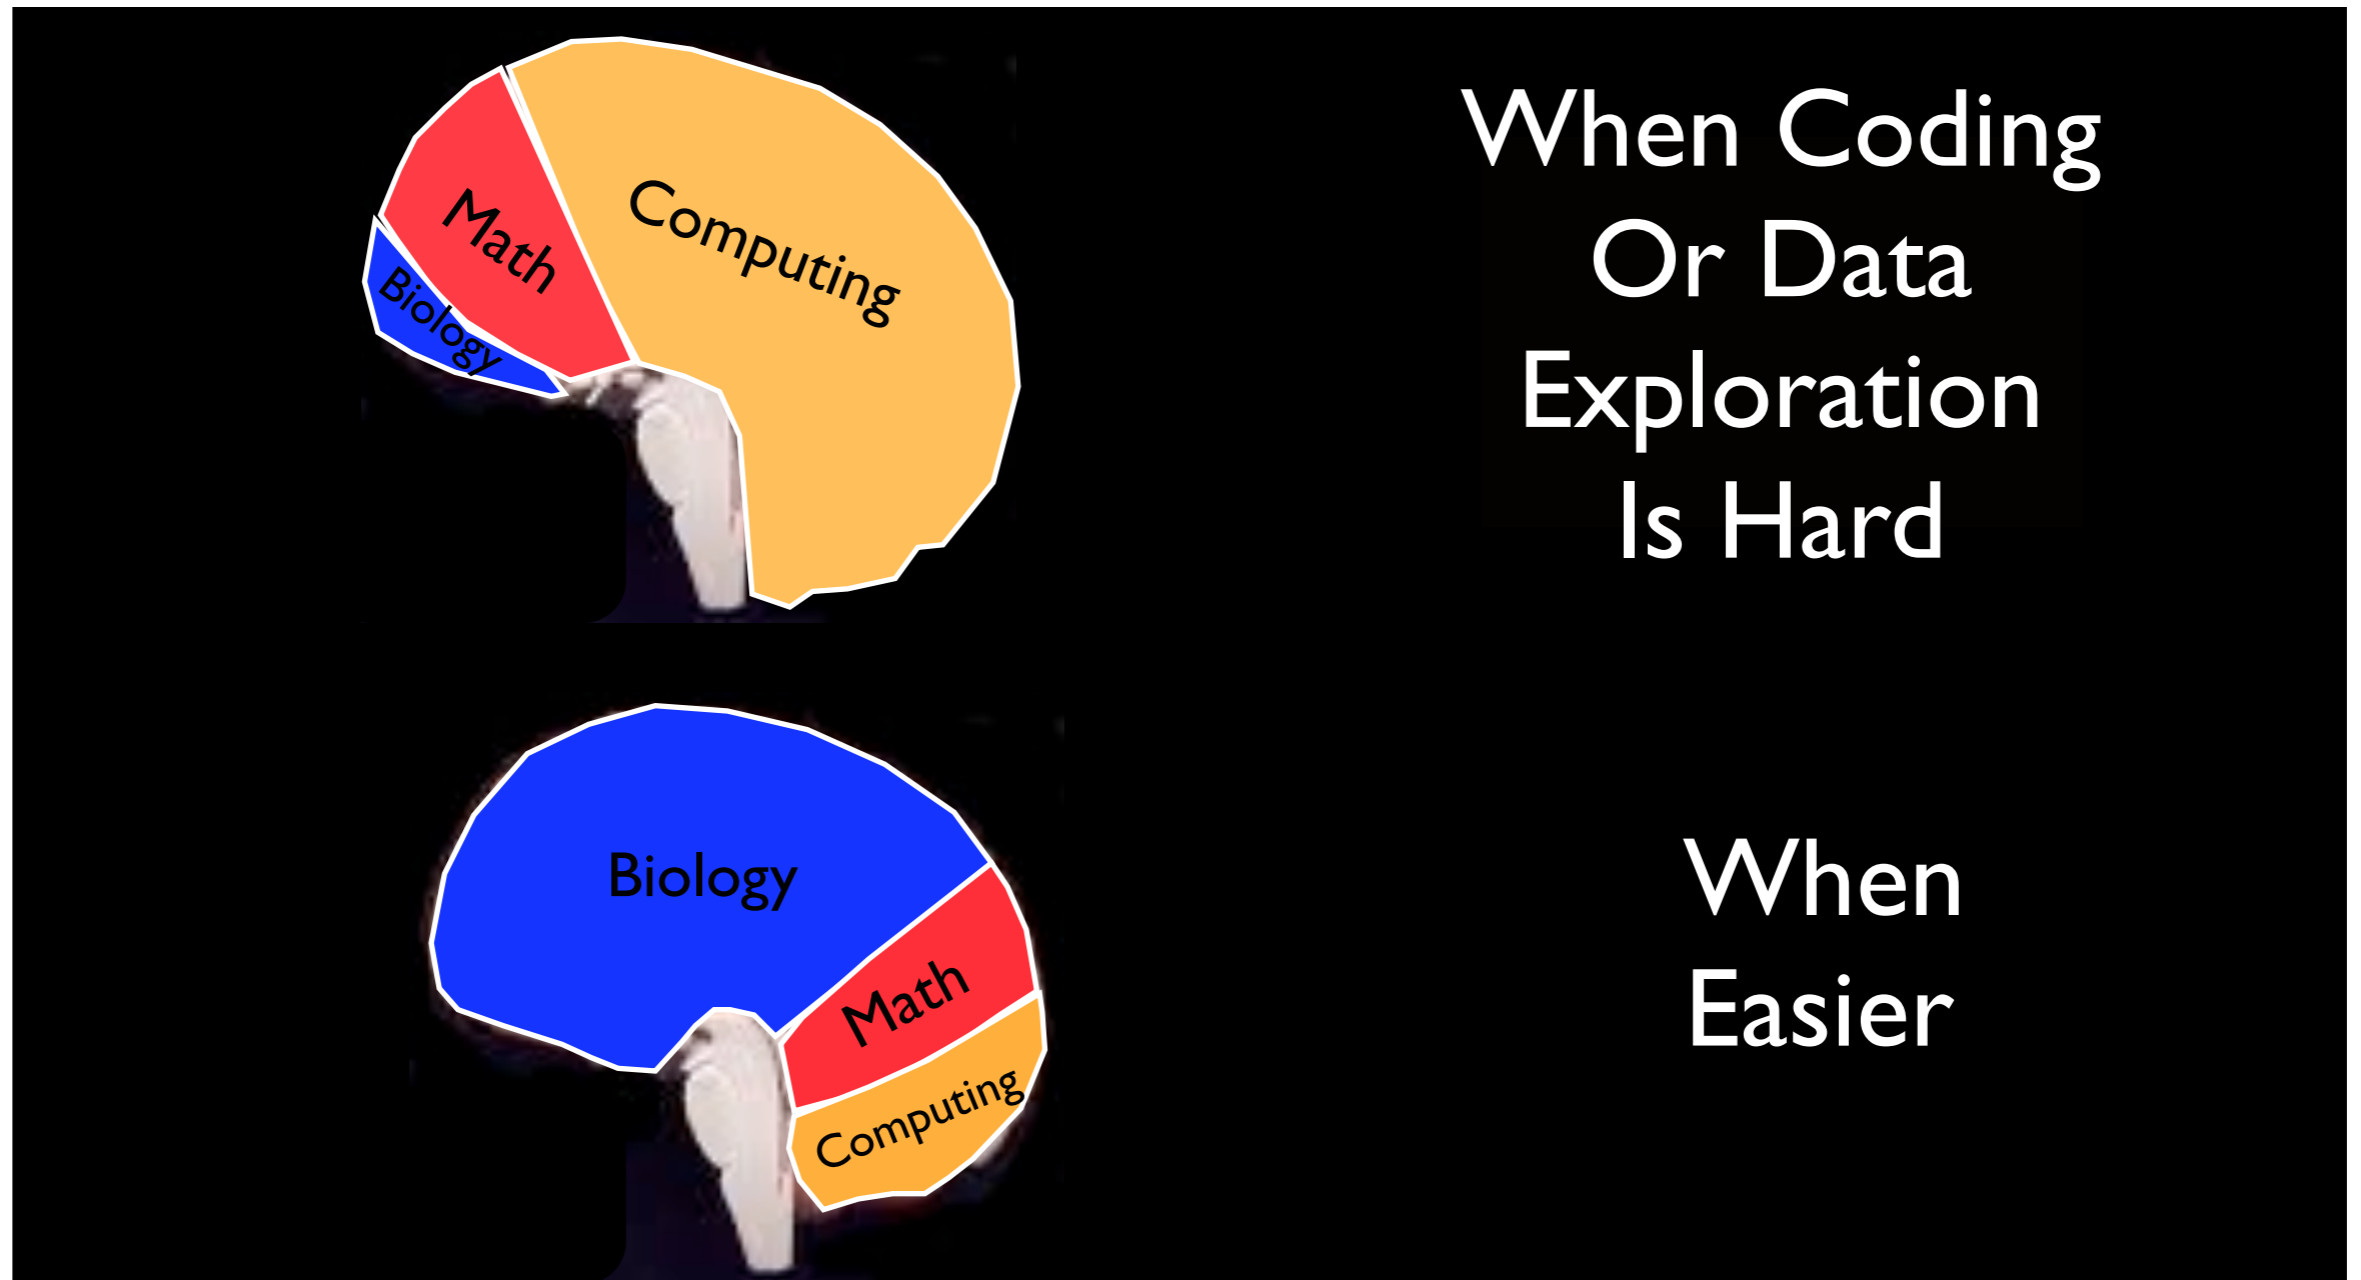 Math
Computing
Biology
When Coding
Or Data
Exploration
Is Hard
Biology
Math
Computing
When
Easier